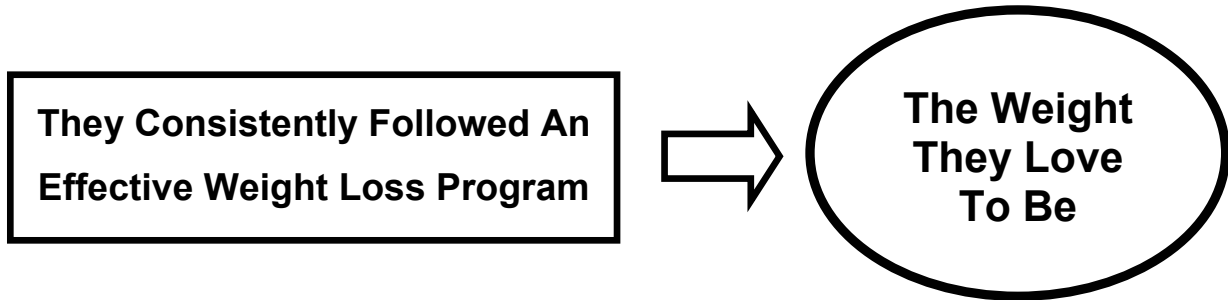 They Consistently Followed An
Effective Weight Loss Program
The Weight
They Love
To Be